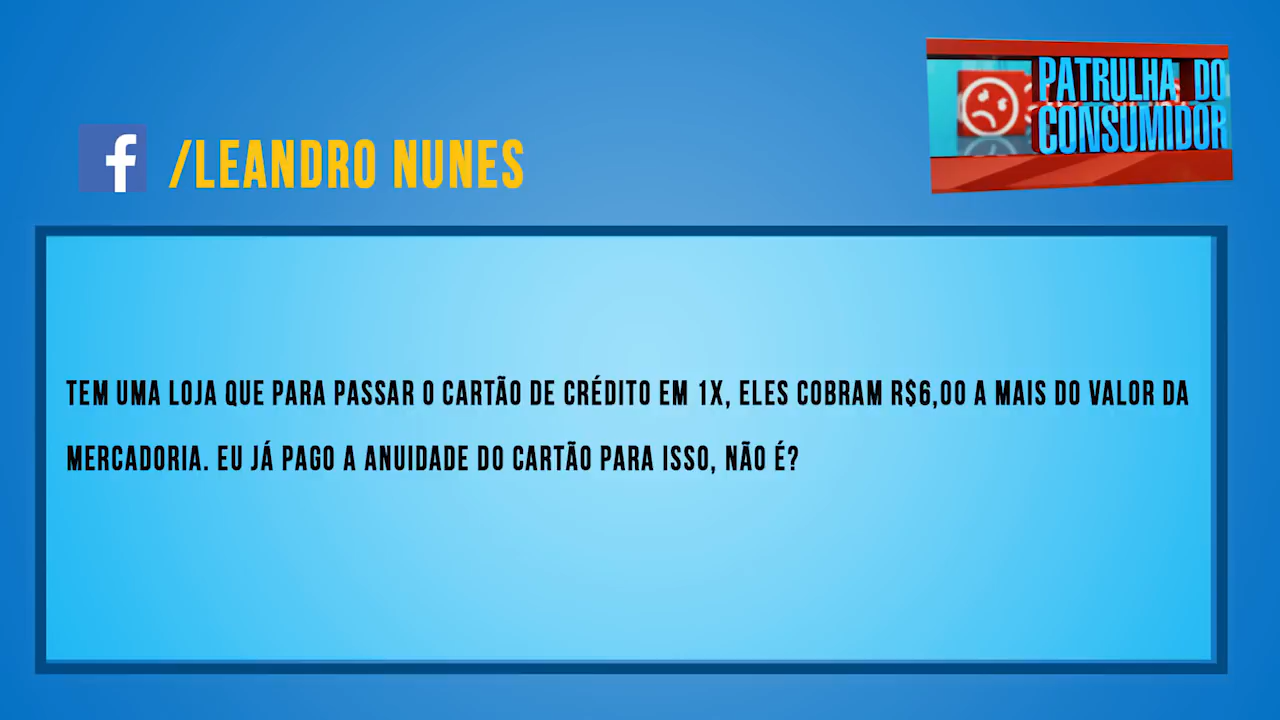 PATRULHA DO
CONSUMIDOR
f /LEANDRO NUNES
TEM UMA LOJA QUE PARA PASSAR O CARTÃO DE CRÉDITO EM 1X, ELES COBRAM R$6,00 A MAIS DO VALOR DA
MERCADORIA. EU JÁ PAGO A ANUIDADE DO CARTÃO PARA ISSO, NÃO É?